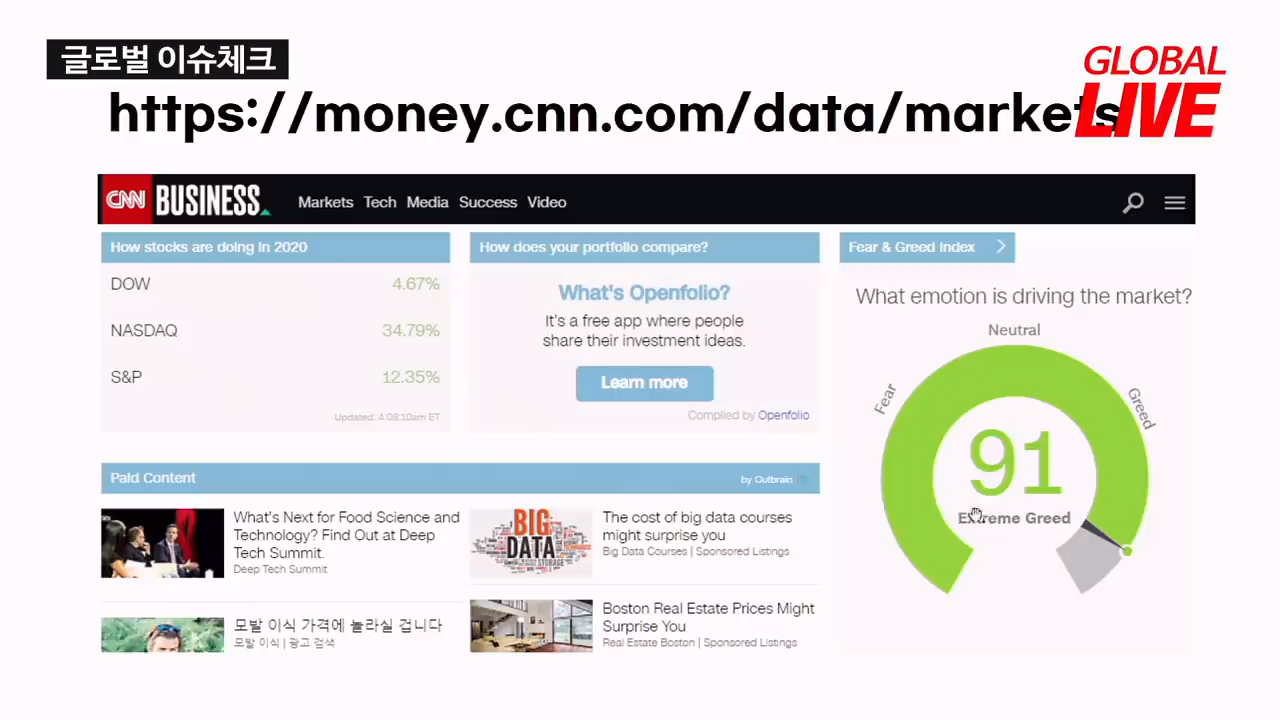 글로벌 이슈체크
GLOBAL
LIVE
https://money.cnn.com/data/markets
CNN BUSINESS
Markets Tech Media Success Video
How stocks are doing in 2020
DOW 4.67%
NASDAQ 34.79%
S&P 12.35%
Updated: 4:08:10am ET
How does your portfolio compare?
What's Openfolio?
It's a free app where people
share their investment ideas.
Learn more
Compiled by Openfolio
Fear & Greed Index
What emotion is driving the market?
Neutral
Fear
Greed
91
Extreme Greed
Paid Content
by Outbrain
What's Next for Food Science and
Technology? Find Out at Deep
Tech Summit.
Deep Tech Summit
The cost of big data courses
might surprise you
Big Data Courses | Sponsored Listings
BIG
DATA
모발 이식 가격에 놀라실 겁니다
모발 이식 | 광고 검색
Boston Real Estate Prices Might
Surprise You
Real Estate Boston | Sponsored Listings